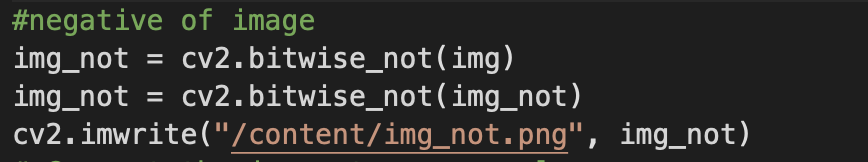 #negative of image
img_not = cv2.bitwise_not(img)
img_not = cv2.bitwise_not(img_not)
cv2.imwrite("/content/img_not.png", img_not)